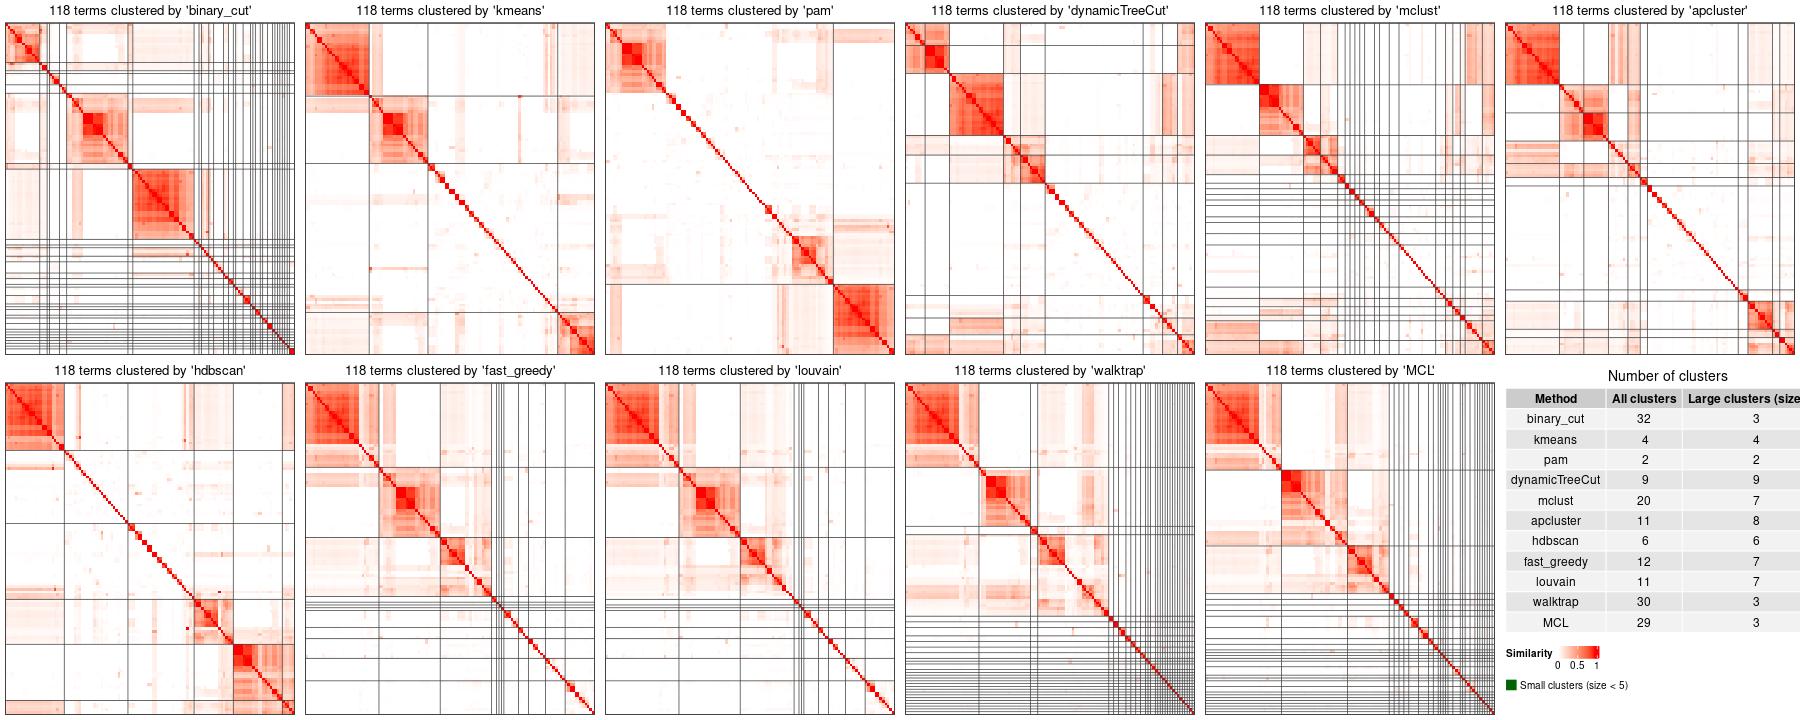 118 terms clustered by 'binary_cut'
118 terms clustered by 'kmeans'
118 terms clustered by 'pam'
118 terms clustered by 'dynamicTreeCut'
118 terms clustered by 'mclust'
118 terms clustered by 'apcluster'
118 terms clustered by 'hdbscan'
118 terms clustered by 'fast_greedy'
118 terms clustered by 'louvain'
118 terms clustered by 'walktrap'
118 terms clustered by 'MCL'
Number of clusters
Method All clusters Large clusters (size
binary_cut 32 3
kmeans 4 4
pam 2 2
dynamicTreeCut 9 9
mclust 20 7
apcluster 11 8
hdbscan 6 6
fast_greedy 12 7
louvain 11 7
walktrap 30 3
MCL 29 3
Similarity
0 0.5 1
Small clusters (size < 5)